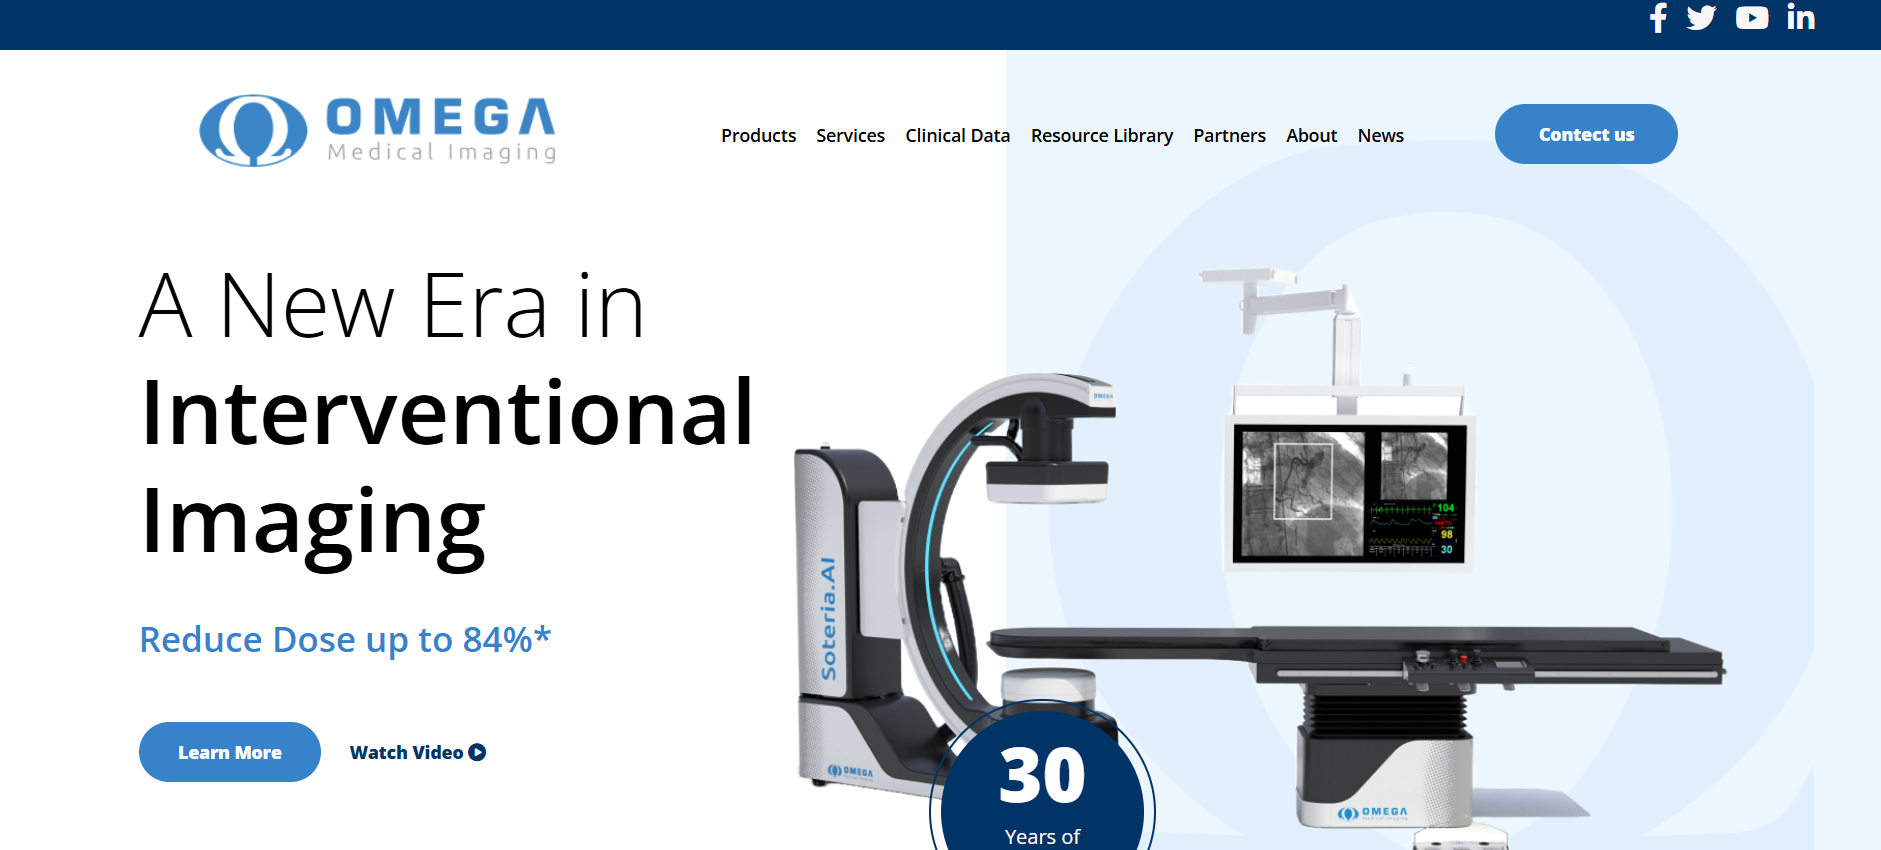 OMEGA
Medical Imaging
Products Services Clinical Data Resource Library Partners About News
Contect us
A New Era in
Interventional
Imaging
Reduce Dose up to 84%*
Learn More Watch Video
OMEGA
Soteria.AI
OMEGA
104
98
30
OMEGA
Medical Imaging
30
Years of